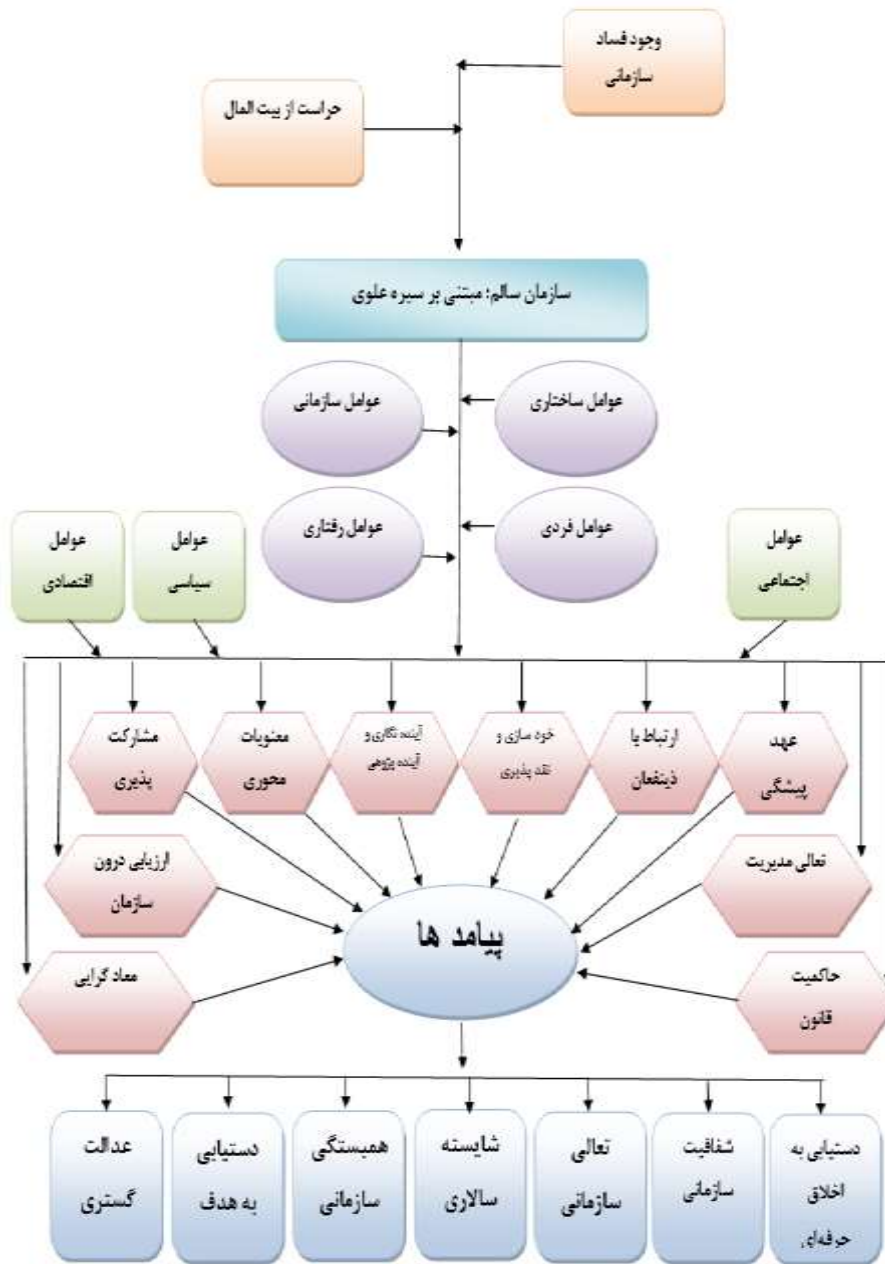 وجود فساد
سازمانی
حراست از بیت المال
سازمان سالم؛ مبتنی بر سیره علوی
عوامل ساختاری
عوامل سازمانی
عوامل فردی
عوامل رفتاری
عوامل
اجتماعی
عوامل
سیاسی
عوامل
اقتصادی
عهد
پیشگی
ارتباط با
ذینفعان
خود سازی و
نقد پذیری
آینده نگاری و
آینده پژوهی
معنویات
محوری
مشارکت
پذیری
تعالی مدیریت
ارزیابی درون
سازمان
حاکمیت
قانون
معاد گرایی
پیامد ها
دستیابی به
اخلاق
حرفه‌ای
شفافیت
سازمانی
تعالی
سازمانی
شایسته
سالاری
همبستگی
سازمانی
دستیابی
به هدف
عدالت
گستری